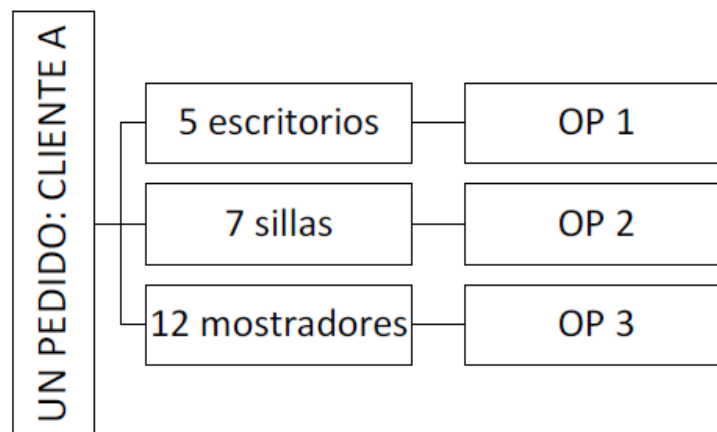 UN PEDIDO: CLIENTE A
5 escritorios
OP 1
7 sillas
OP 2
12 mostradores
OP 3